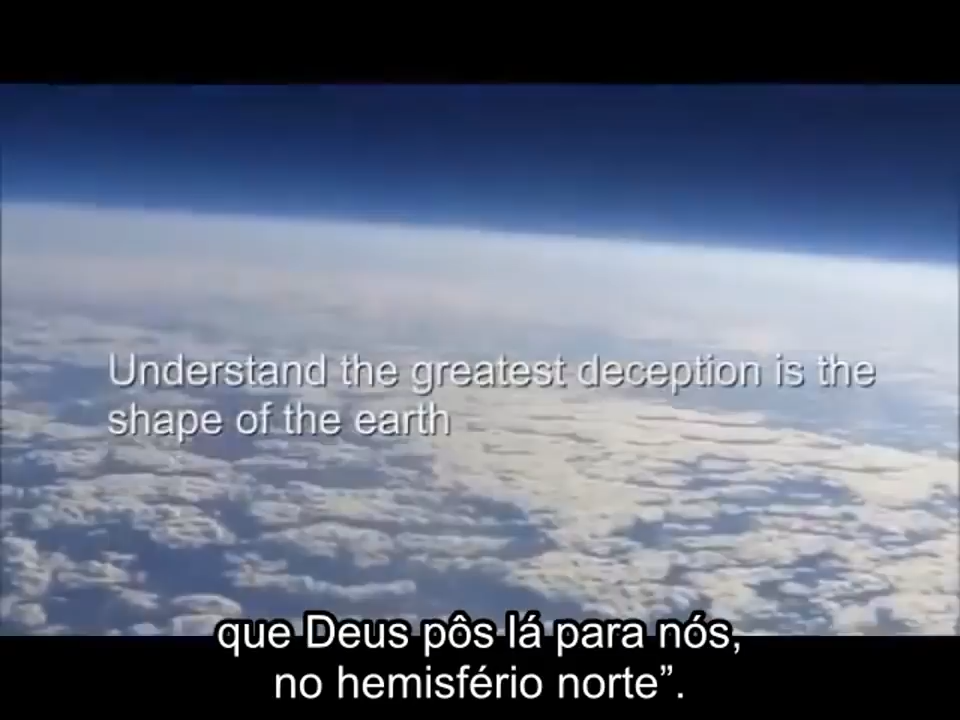 Understand the greatest deception is the
shape of the earth
que Deus pôs lá para nós,
no hemisfério norte”.